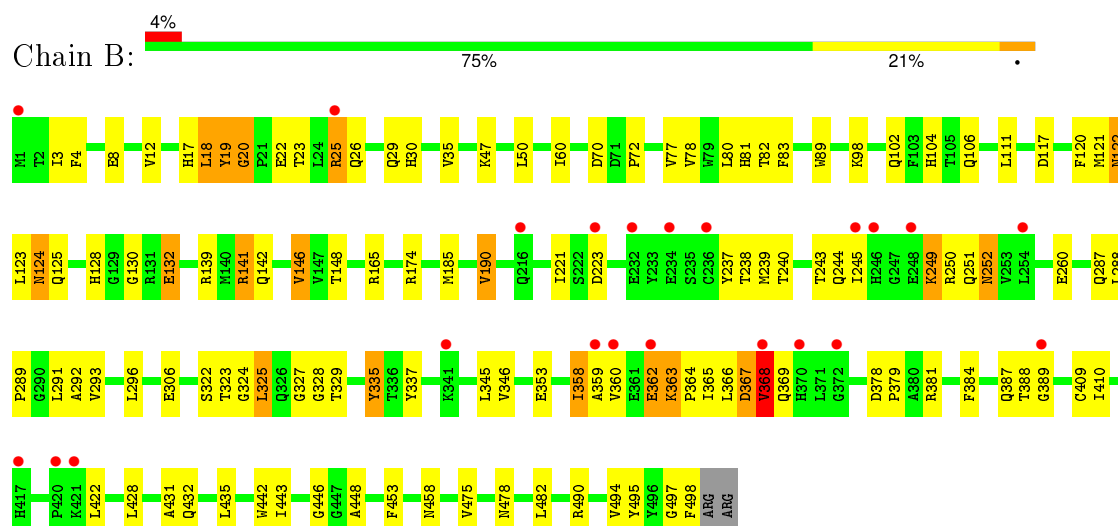 4%
Chain B:
75% 21% •
M1 T2 I3 F4 E8 V12 H17 L18 Y19 G20 P21 E22 T23 L24 R25 Q26 Q29 H30 V35 K47 L50 I60 D70 D71 P72 V77 V78 W79 L80 H81 T82 F83 W89 K98 Q102 F103 H104 T105 Q106 L111 D117 F120 M121 N122
L123 N124 Q125 H128 G129 G130 R131 E132 R139 M140 R141 Q142 V146 V147 T148 R165 R174 M185 V190 Q216 I221 S222 D223 E232 Y233 E234 S235 C236 Y237 T238 M239 T240 T243 Q244 I245 H246 G247 E248 K249 R250 Q251 N252 V253 L254 E260 Q287 L288
P289 G290 L291 A292 V293 L296 E306 S322 T323 G324 L325 Q326 G327 G328 T329 Y335 T336 Y337 K341 L345 V346 E353 I358 A359 V360 E361 E362 K363 P364 I365 L366 D367 V368 Q369 H370 L371 G372 D378 P379 A380 R381 F384 Q387 T388 G389 C409 I410
H417 P420 K421 L422 L428 A431 Q432 L435 W442 I443 G446 G447 A448 F453 N458 V475 N478 L482 R490 V494 Y495 Y496 G497 F498 ARG ARG